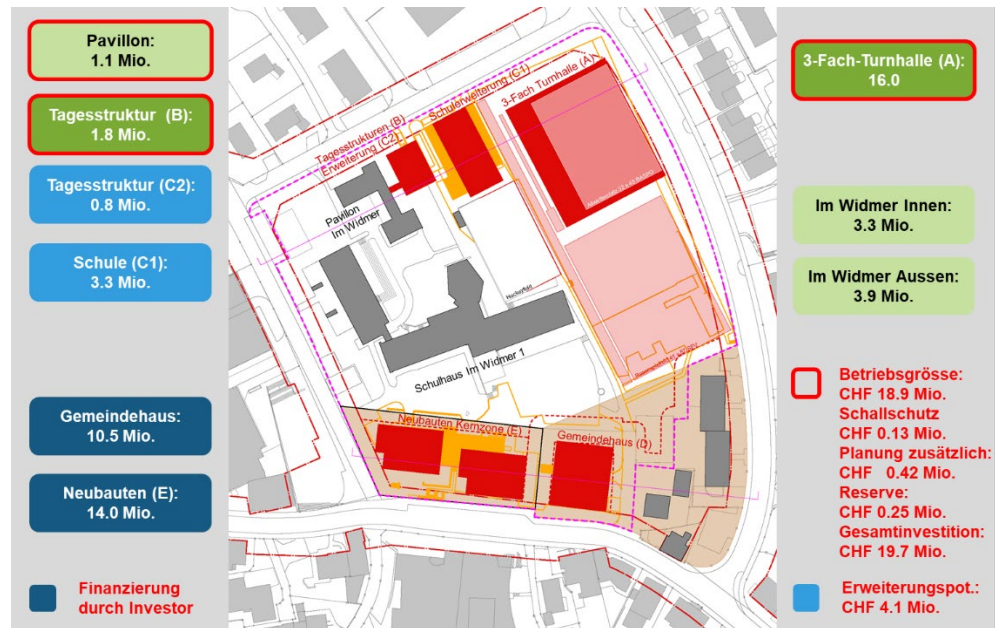 Pavillon:
1.1 Mio.
Tagesstruktur (B):
1.8 Mio.
Tagesstruktur (C2):
0.8 Mio.
Schule (C1):
3.3 Mio.
Gemeindehaus:
10.5 Mio.
Neubauten (E):
14.0 Mio.
Finanzierung
durch Investor
Tagesstrukturen (B)
Erweiterung (C2)
Schulerweiterung (C1)
3-Fach Turnhalle (A)
Pavillon
Im Widmer
Hockeyfeld
Schulhaus Im Widmer 1
Neubauten Kernzone (E)
Gemeindehaus (D)
3-Fach-Turnhalle (A):
16.0
Im Widmer Innen:
3.3 Mio.
Im Widmer Aussen:
3.9 Mio.
Betriebsgrösse:
CHF 18.9 Mio.
Schallschutz
CHF 0.13 Mio.
Planung zusätzlich:
CHF 0.42 Mio.
Reserve:
CHF 0.25 Mio.
Gesamtinvestition:
CHF 19.7 Mio.
Erweiterungspot.:
CHF 4.1 Mio.